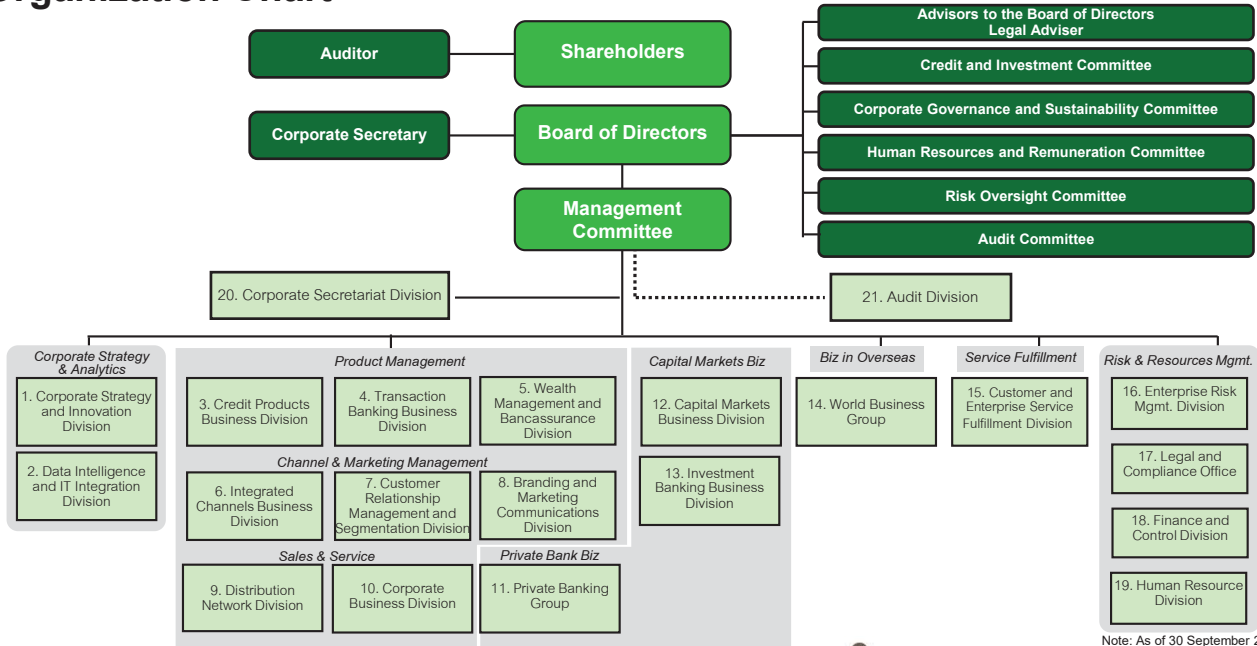 Organization Chart
Auditor
Shareholders
Advisors to the Board of Directors
Legal Adviser
Credit and Investment Committee
Corporate Secretary
Board of Directors
Corporate Governance and Sustainability Committee
Human Resources and Remuneration Committee
Management
Committee
Risk Oversight Committee
Audit Committee
20. Corporate Secretariat Division
21. Audit Division
Corporate Strategy
& Analytics
1. Corporate Strategy
and Innovation
Division
2. Data Intelligence
and IT Integration
Division
Product Management
3. Credit Products
Business Division
4. Transaction
Banking Business
Division
5. Wealth
Management and
Bancassurance
Division
Channel & Marketing Management
6. Integrated
Channels Business
Division
7. Customer
Relationship
Management and
Segmentation Division
8. Branding and
Marketing
Communications
Division
Sales & Service
9. Distribution
Network Division
10. Corporate
Business Division
Private Bank Biz
11. Private Banking
Group
Capital Markets Biz
12. Capital Markets
Business Division
13. Investment
Banking Business
Division
Biz in Overseas
14. World Business
Group
Service Fulfillment
15. Customer and
Enterprise Service
Fulfillment Division
Risk & Resources Mgmt.
16. Enterprise Risk
Mgmt. Division
17. Legal and
Compliance Office
18. Finance and
Control Division
19. Human Resource
Division
Note: As of 30 September